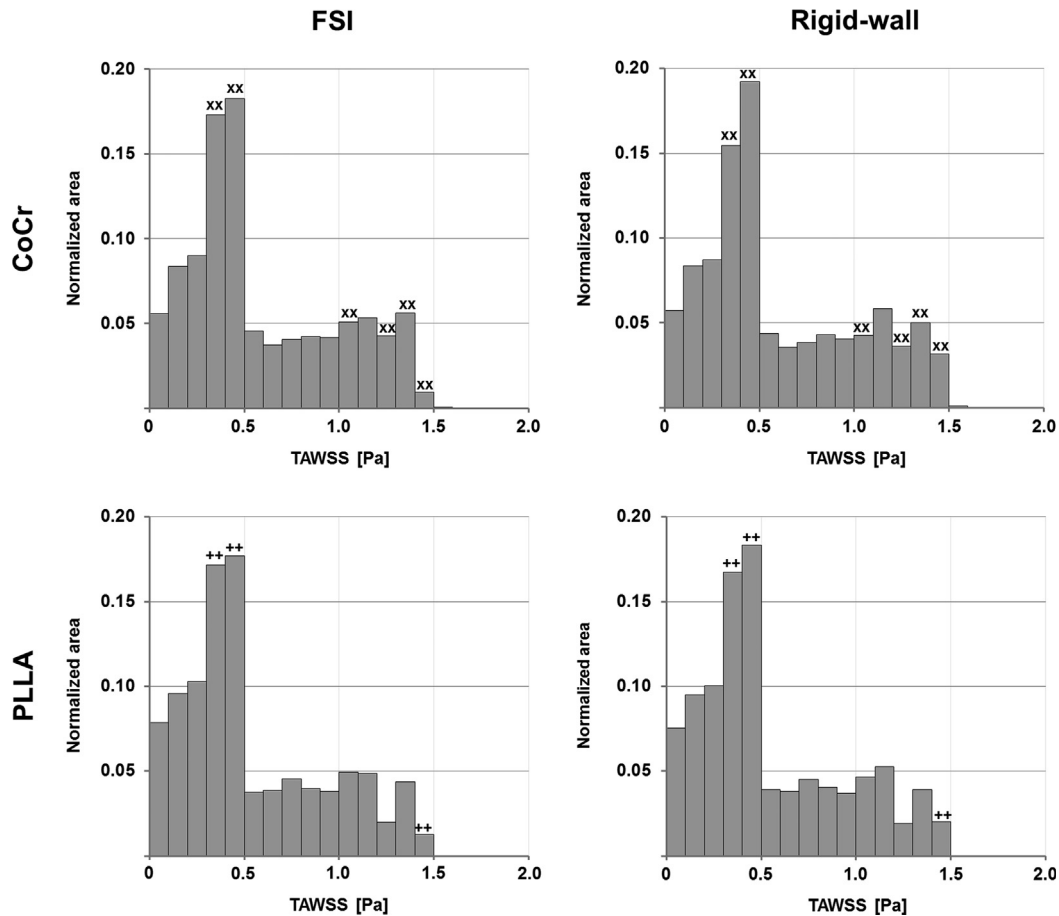 FSI
Rigid-wall
CoCr
Normalized area
0.20
xx xx
0.15
0.10
0.05
xx xx xx xx
0 0.5 1.0 1.5 2.0
TAWSS [Pa]
Normalized area
0.20
xx xx
0.15
0.10
0.05
xx xx xx xx
0 0.5 1.0 1.5 2.0
TAWSS [Pa]
PLLA
Normalized area
0.20
++ ++
0.15
0.10
0.05
++
0 0.5 1.0 1.5 2.0
TAWSS [Pa]
Normalized area
0.20
++ ++
0.15
0.10
0.05
++
0 0.5 1.0 1.5 2.0
TAWSS [Pa]